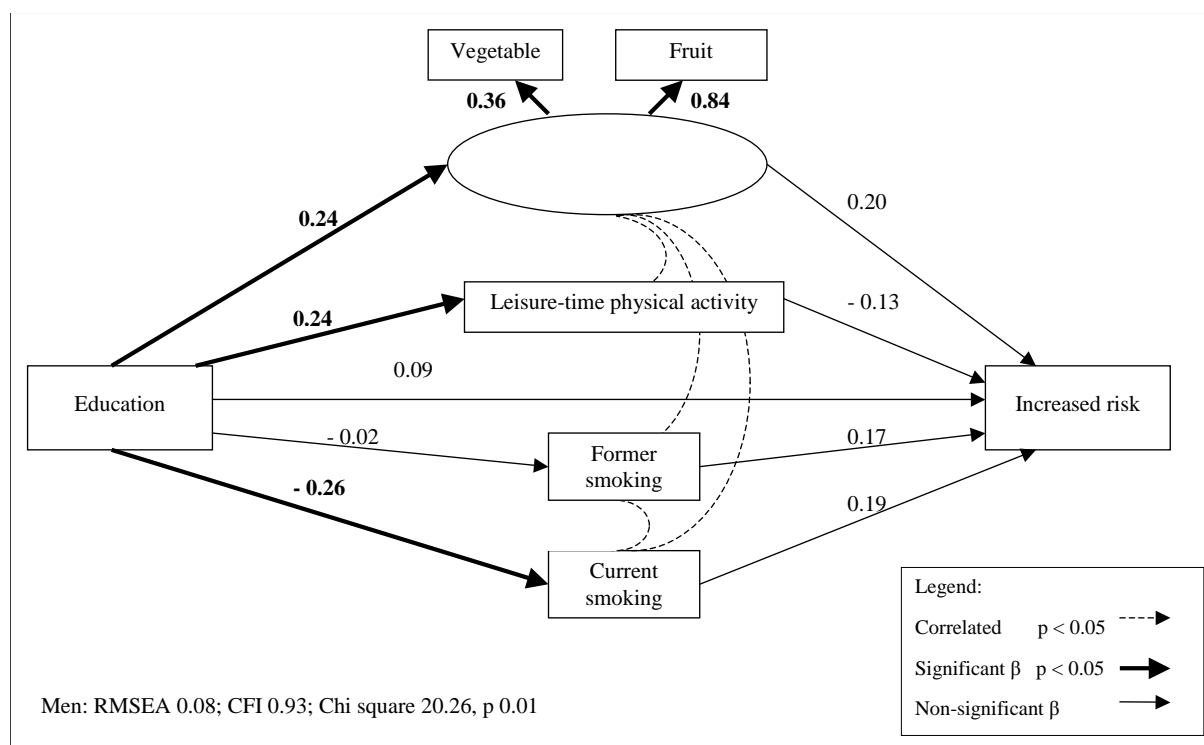 Vegetable
Fruit
0.36
0.84
0.24
0.20
Leisure-time physical activity
- 0.13
0.24
0.09
Education
Increased risk
- 0.02
Former
smoking
0.17
- 0.26
0.19
Current
smoking
Legend:
Correlated p < 0.05
Significant β p < 0.05
Non-significant β
Men: RMSEA 0.08; CFI 0.93; Chi square 20.26, p 0.01